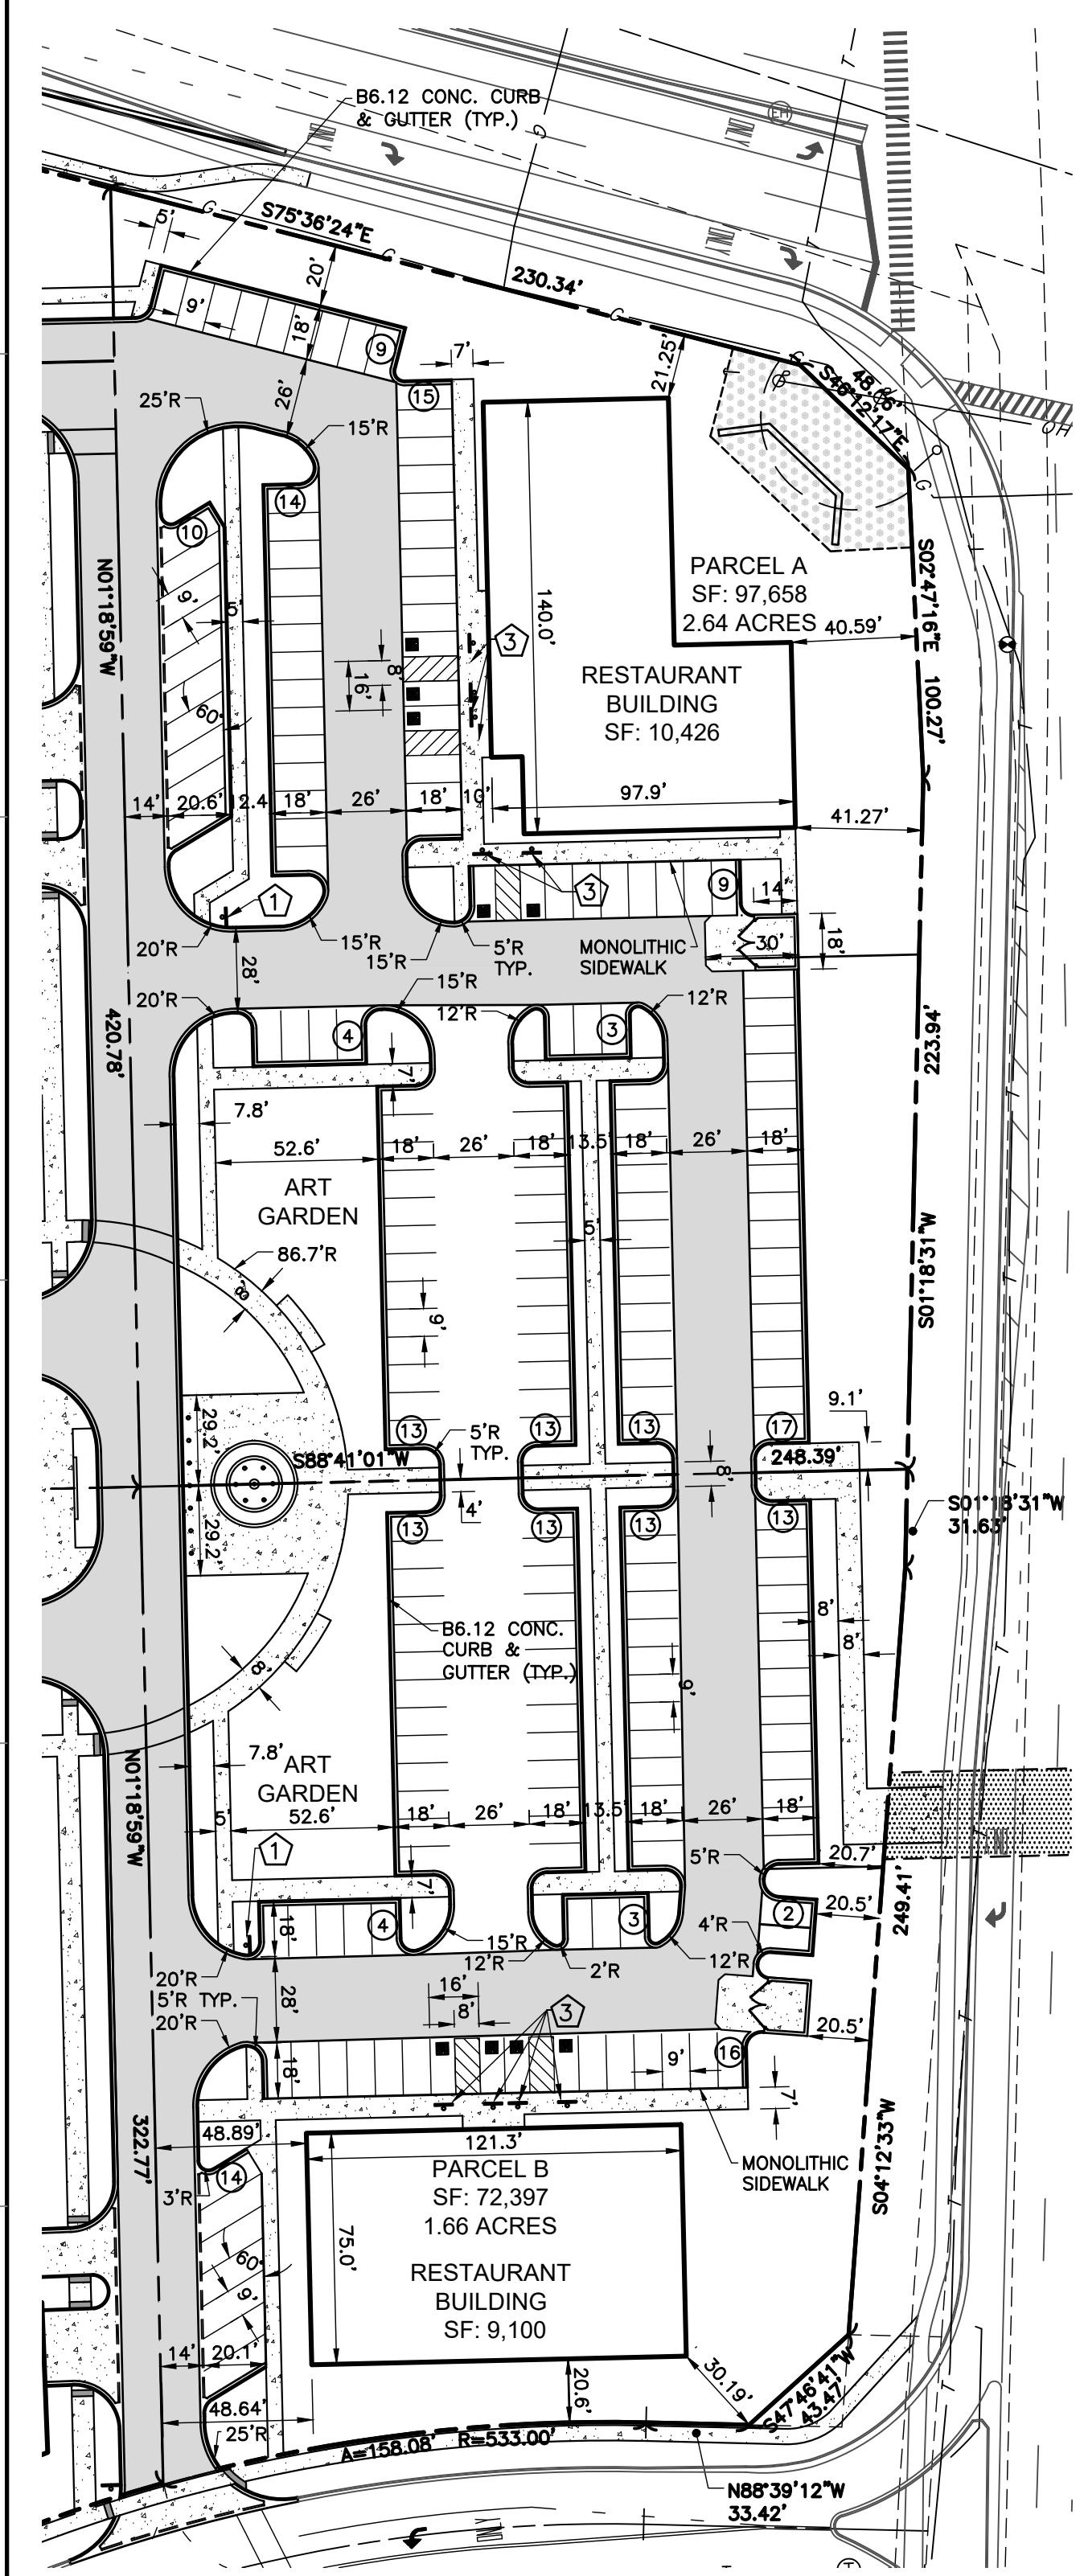 B6.12 CONC. CURB
& GUTTER (TYP.)
EH
G
T
5'
G
S75°36'24"E
G
20'
230.34'
G
9'
18'
9
7'
21.25'
G
48.76'
S46°12'17"E
26'
15
25'R
15'R
OH
G
14
10
PARCEL A
SF: 97,658
2.64 ACRES
S02°47'16"E 100.27'
N01°18'59"W
9'
5'
140.0'
40.59'
3
8'
16'
RESTAURANT
BUILDING
SF: 10,426
60°
14'
20.6'
12.4
18'
26'
18'
10'
97.9'
41.27'
3
9
14'
1
20'R
15'R
15'R
5'R
TYP.
MONOLITHIC
SIDEWALK
30'
18'
28'
15'R
20'R
12'R
12'R
420.78'
4
3
223.94'
7'
7.8'
52.6'
18'
26'
18'
13.5'
18'
26'
18'
ART
GARDEN
5'
S01°18'31"W
86.7'R
8'
9'
9.1'
29.2'
13
13
13
17
5'R
TYP.
S88°41'01"W
248.39'
8'
4'
S01°18'31"W
31.63'
13
13
13
13
29.2'
B6.12 CONC.
CURB &
GUTTER (TYP.)
8'
8'
8'
9'
N01°18'59"W
7.8'
ART
GARDEN
5'
52.6'
18'
26'
18'
13.5'
18'
26'
18'
1
5'R
20.7'
7'
249.41'
18'
4
3
2
20.5'
4'R
15'R
12'R
2'R
12'R
20'R
5'R TYP.
20'R
28'
16'
8'
3
20.5'
18'
9'
16
7'
322.77'
48.89'
121.3'
MONOLITHIC
SIDEWALK
PARCEL B
SF: 72,397
1.66 ACRES
14
3'R
S04°12'33"W
75.0'
60°
9'
RESTAURANT
BUILDING
SF: 9,100
14'
20.1'
20.6'
30.19'
S47°46'41"W
43.47'
48.64'
25'R
A=158.08' R=533.00'
N88°39'12"W
33.42'